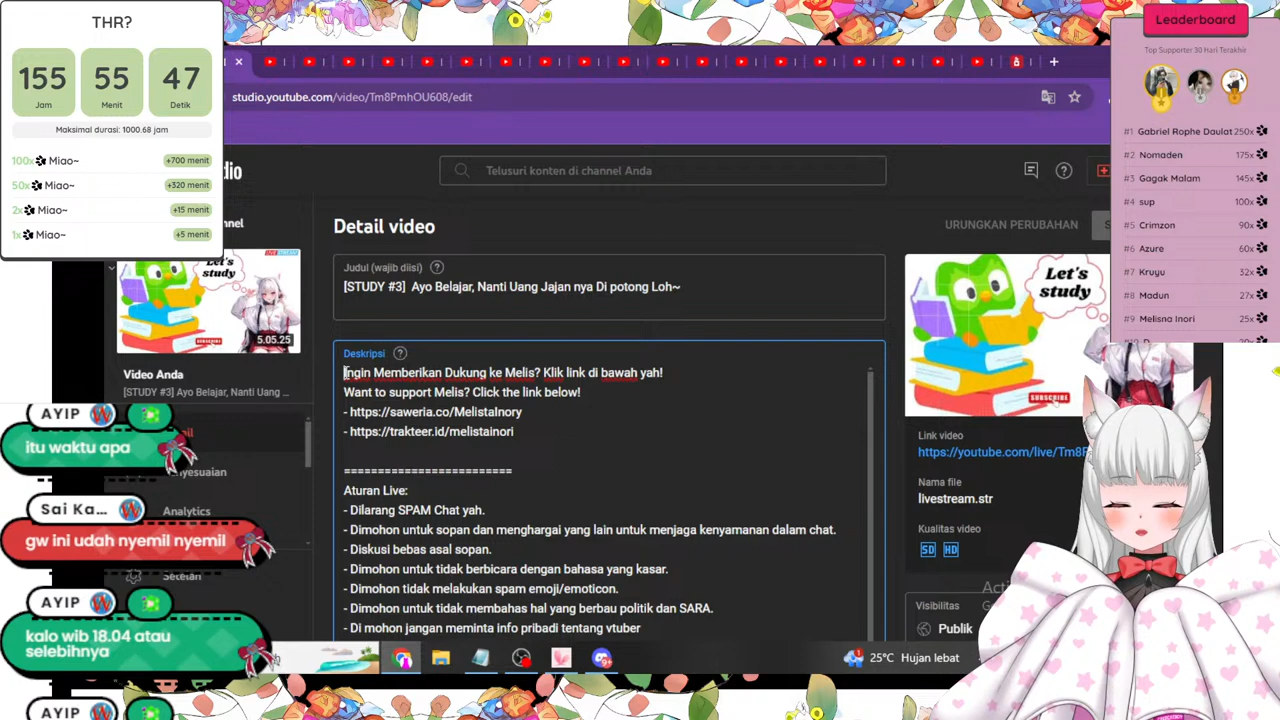 THR?
155
55
47
Jam
Menit
Detik
Maksimal durasi: 1000.68 jam
100x Miao~ +700 menit
50x Miao~ +320 menit
2x Miao~ +15 menit
1x Miao~ +5 menit
studio.youtube.com/video/Tm8PmhOU608/edit
Telusuri konten di channel Anda
Detail video
URUNGKAN PERUBAHAN
Judul (wajib diisi)
[STUDY #3] Ayo Belajar, Nanti Uang Jajan nya Di potong Loh~
Deskripsi
Ingin Memberikan Dukung ke Melis? Klik link di bawah yah!
Want to support Melis? Click the link below!
- https://saweria.co/MelistaInory
- https://trakteer.id/melistainori
=========================
Aturan Live:
- Dilarang SPAM Chat yah.
- Dimohon untuk sopan dan menghargai yang lain untuk menjaga kenyamanan dalam chat.
- Diskusi bebas asal sopan.
- Dimohon untuk tidak berbicara dengan bahasa yang kasar.
- Dimohon tidak melakukan spam emoji/emoticon.
- Dimohon untuk tidak membahas hal yang berbau politik dan SARA.
- Di mohon jangan meminta info pribadi tentang vtuber
Let's study
SUBSCRIBE
5.05.25
Video Anda
[STUDY #3] Ayo Belajar, Nanti Uang ...
Analytics
Let's
study
SUBSCRIBE
Link video
https://youtube.com/live/Tm8P
Nama file
livestream.str
Kualitas video
SD HD
Visibilitas
Publik
Leaderboard
Top Supporter 30 Hari Terakhir
#1 Gabriel Rophe Daulat 250x
#2 Nomaden 175x
#3 Gagak Malam 145x
#4 sup 100x
#5 Crimzon 90x
#6 Azure 60x
#7 Kruyu 32x
#8 Madun 27x
#9 Melisna Inori 25x
AYIP
itu waktu apa
Sai Ka...
gw ini udah nyemil nyemil
AYIP
kalo wib 18.04 atau
selebihnya
AYIP
25°C Hujan lebat